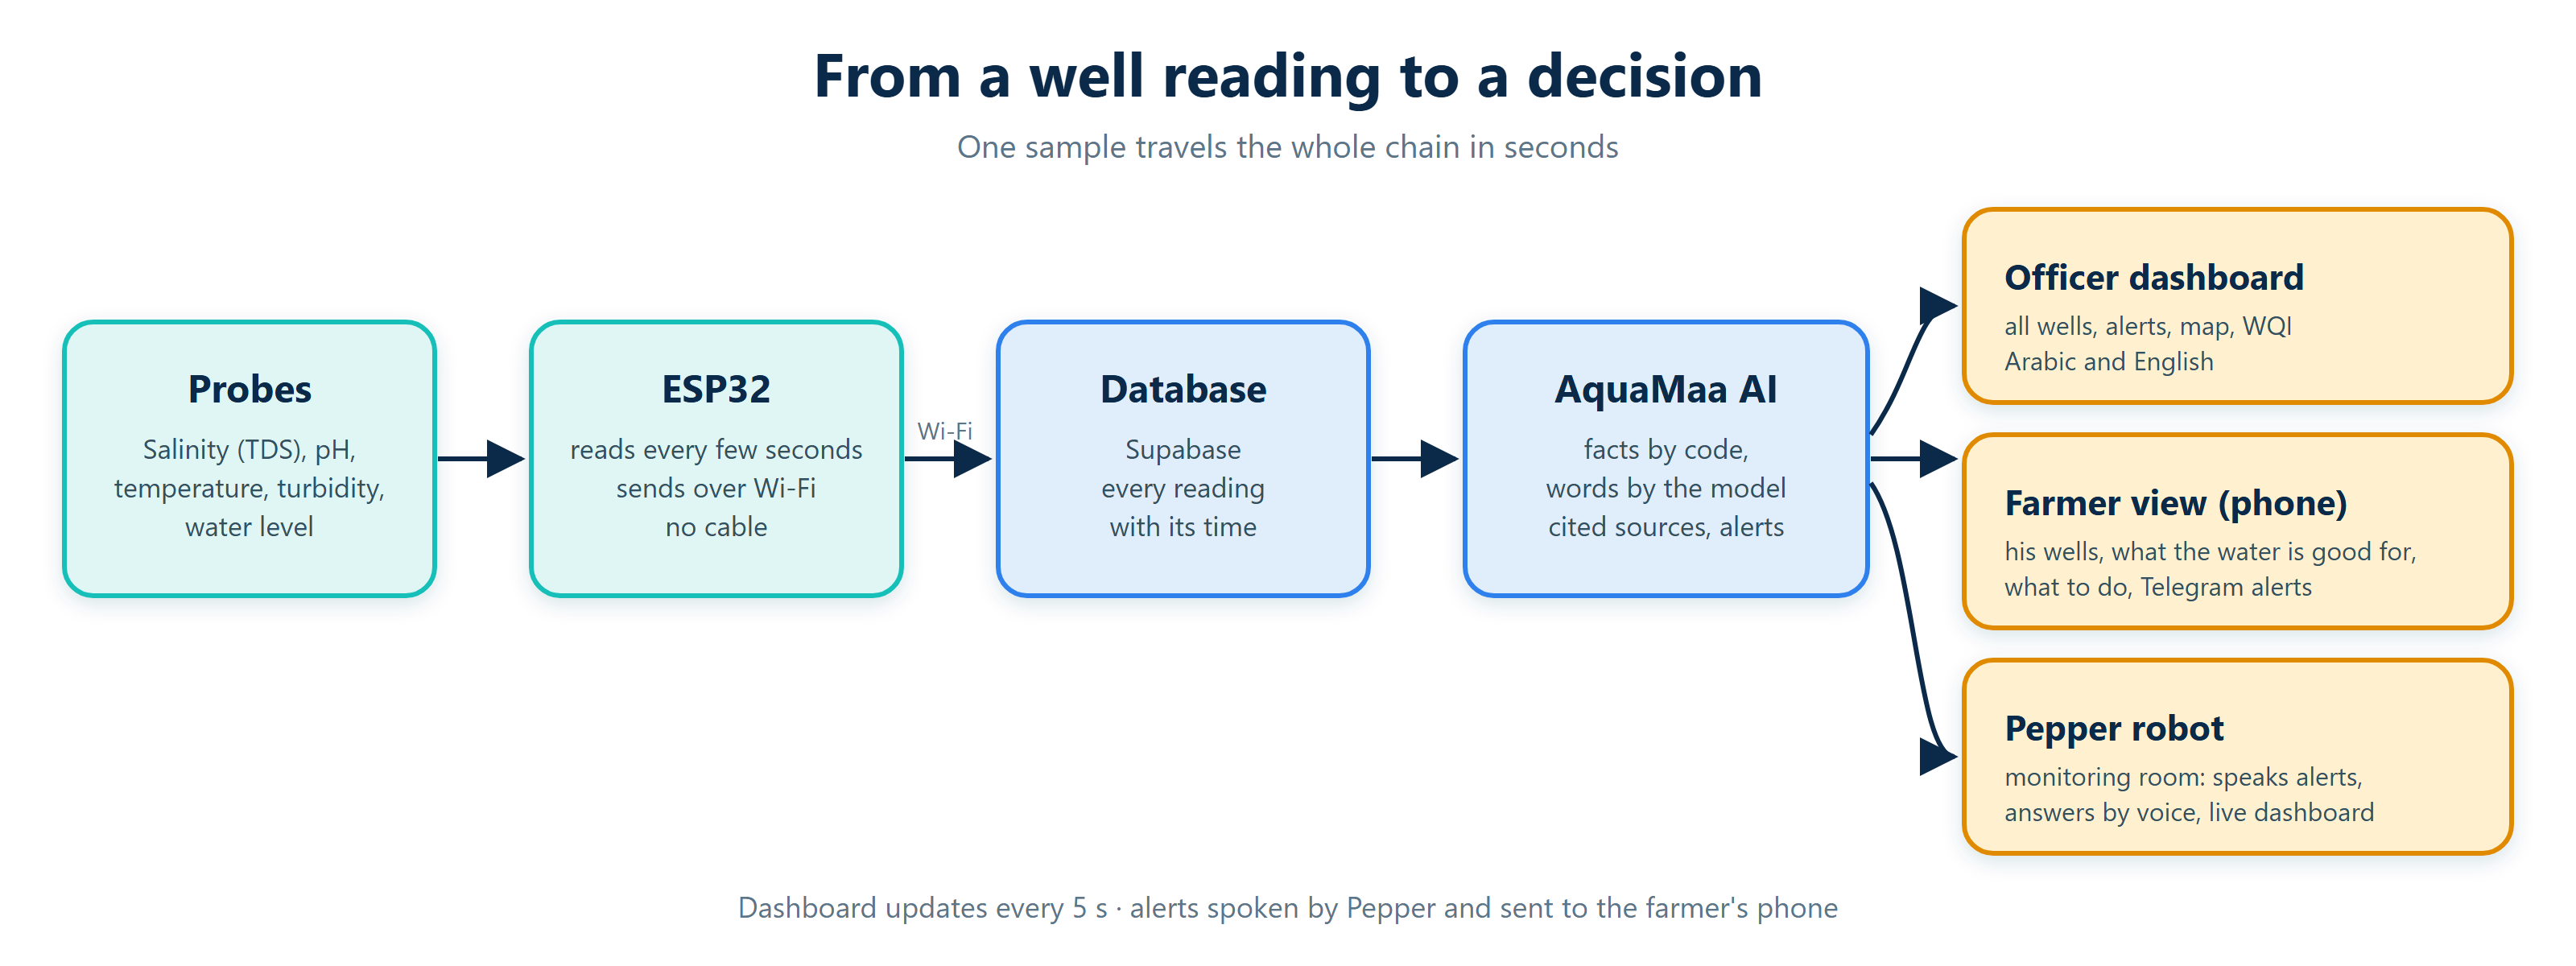 From a well reading to a decision
One sample travels the whole chain in seconds
Probes
Salinity (TDS), pH,
temperature, turbidity,
water level
ESP32
reads every few seconds
sends over Wi-Fi
no cable
Wi-Fi
Database
Supabase
every reading
with its time
AquaMaa AI
facts by code,
words by the model
cited sources, alerts
Officer dashboard
all wells, alerts, map, WQI
Arabic and English
Farmer view (phone)
his wells, what the water is good for,
what to do, Telegram alerts
Pepper robot
monitoring room: speaks alerts,
answers by voice, live dashboard
Dashboard updates every 5 s · alerts spoken by Pepper and sent to the farmer's phone